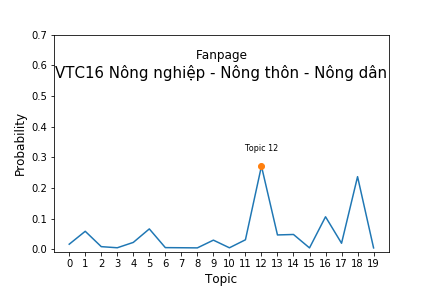 Fanpage
VTC16 Nông nghiệp - Nông thôn - Nông dân
Topic 12
Probability
0.7
0.6
0.5
0.4
0.3
0.2
0.1
0.0
0 1 2 3 4 5 6 7 8 9 10 11 12 13 14 15 16 17 18 19
Topic